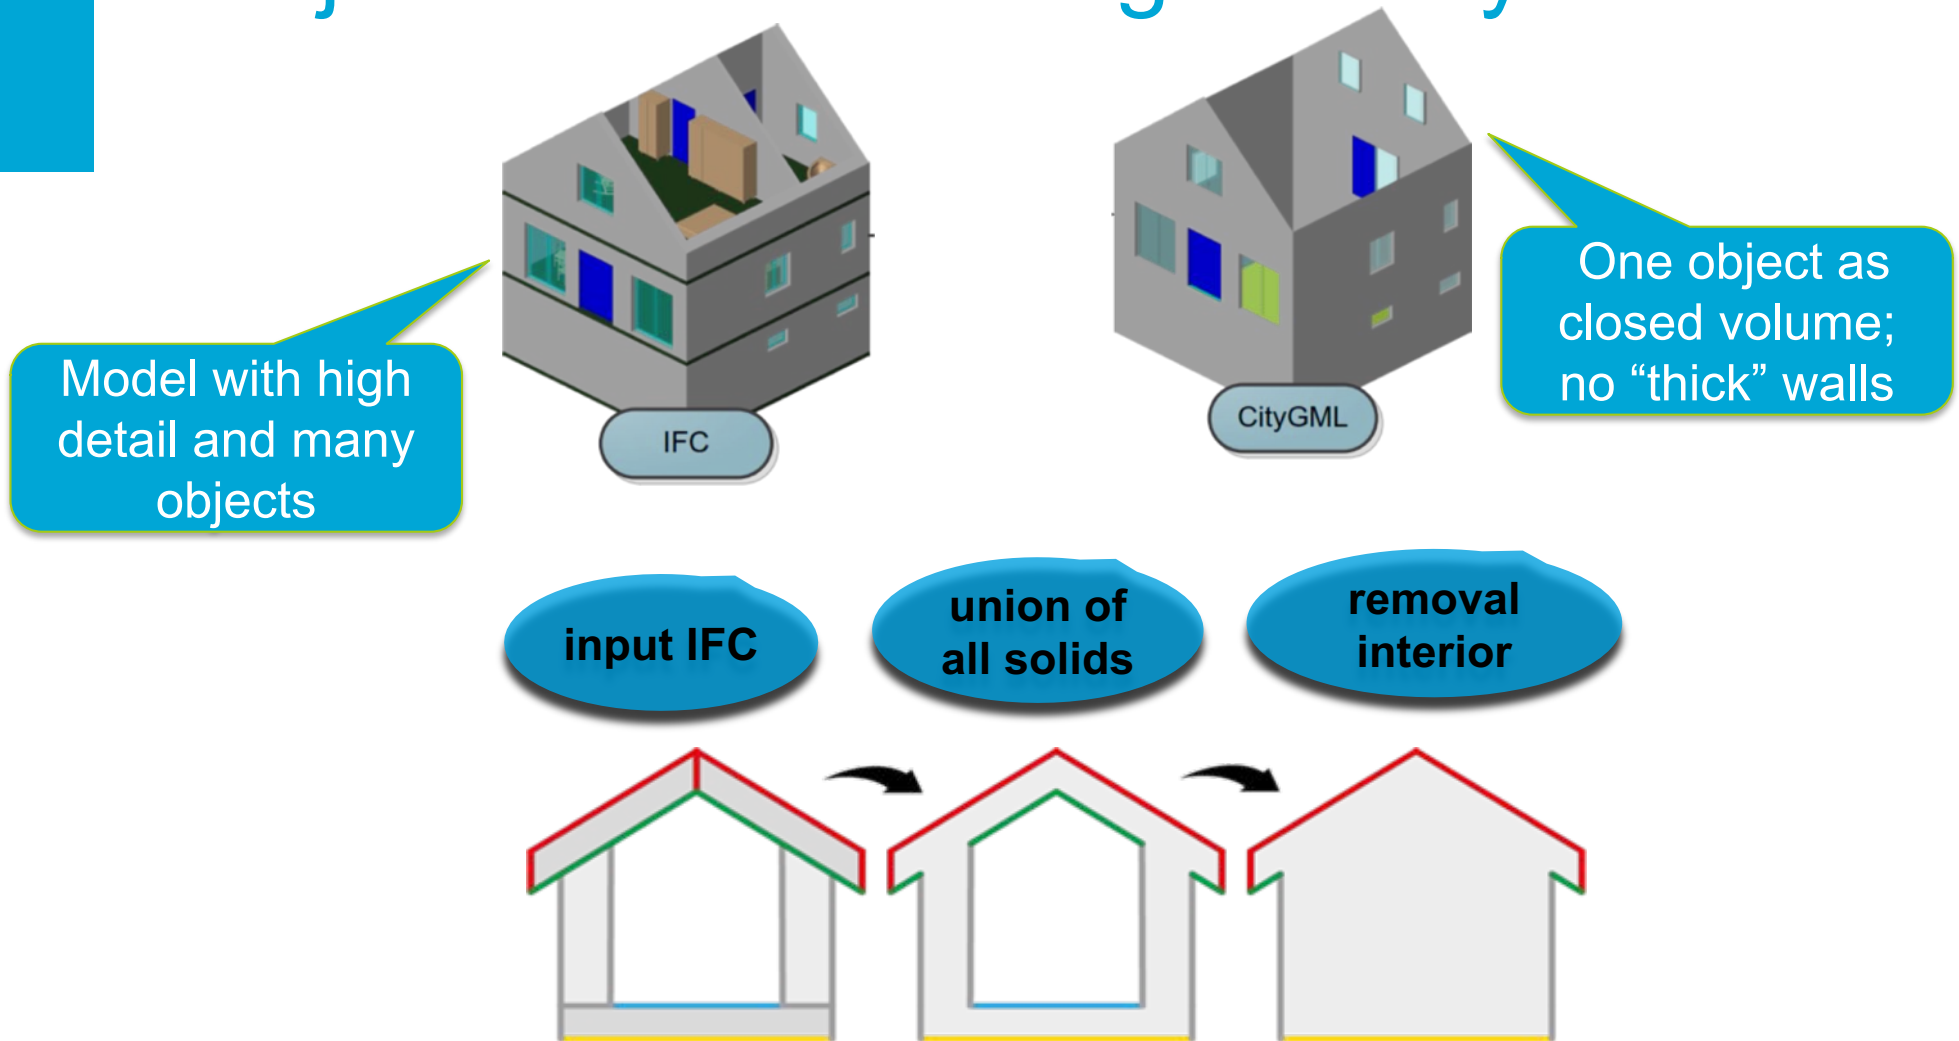 Model with high
detail and many
objects
IFC
CityGML
One object as
closed volume;
no “thick” walls
input IFC
union of
all solids
removal
interior